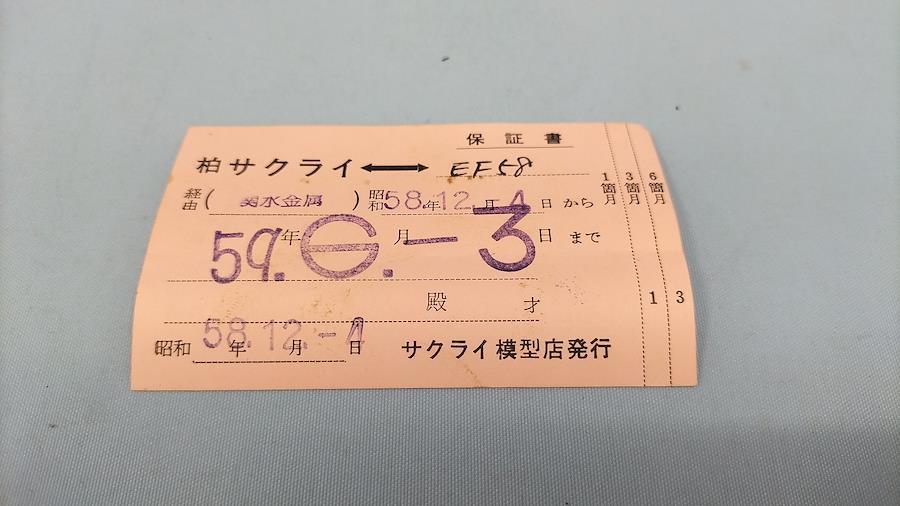 保証書
柏 サクライ ⟷ EF58
経由 ( 関水金属 ) 昭和 58年12月-4日 から
59.年6.月-3日 まで
殿 才
昭和 58.年12.月-4日 サクライ模型店発行
1箇月 3箇月 6箇月
1 3